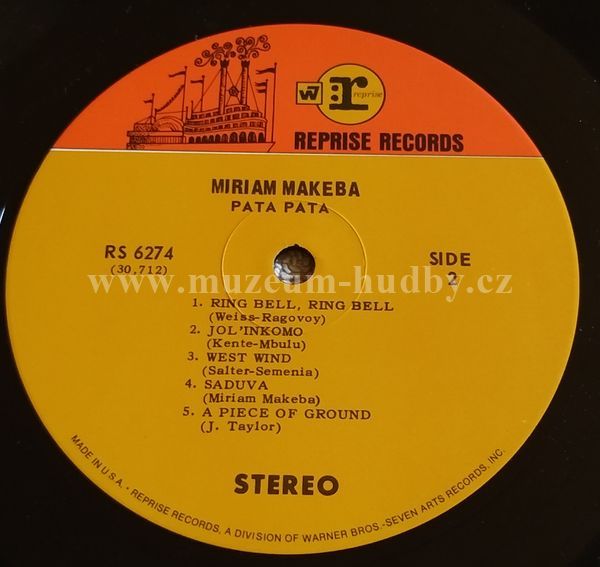 W7
r
reprise
REPRISE RECORDS
MIRIAM MAKEBA
PATA PATA
RS 6274
(30,712)
SIDE
2
www.muzeum-hudby.cz
1. RING BELL, RING BELL
(Weiss-Ragovoy)
2. JOL'INKOMO
(Kente-Mbulu)
3. WEST WIND
(Salter-Semenia)
4. SADUVA
(Miriam Makeba)
5. A PIECE OF GROUND
(J. Taylor)
STEREO
MADE IN U.S.A. • REPRISE RECORDS, A DIVISION OF WARNER BROS.-SEVEN ARTS RECORDS, INC.